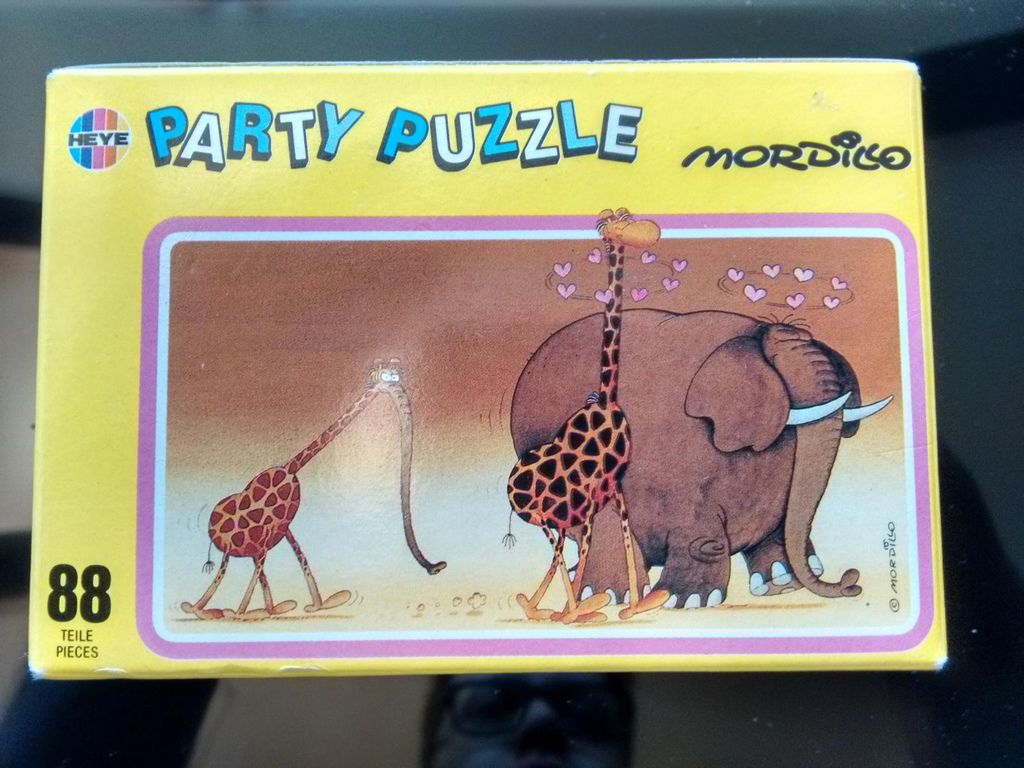 HEYE
PARTY PUZZLE
MORDILLO
© MORDILLO
88
TEILE
PIECES